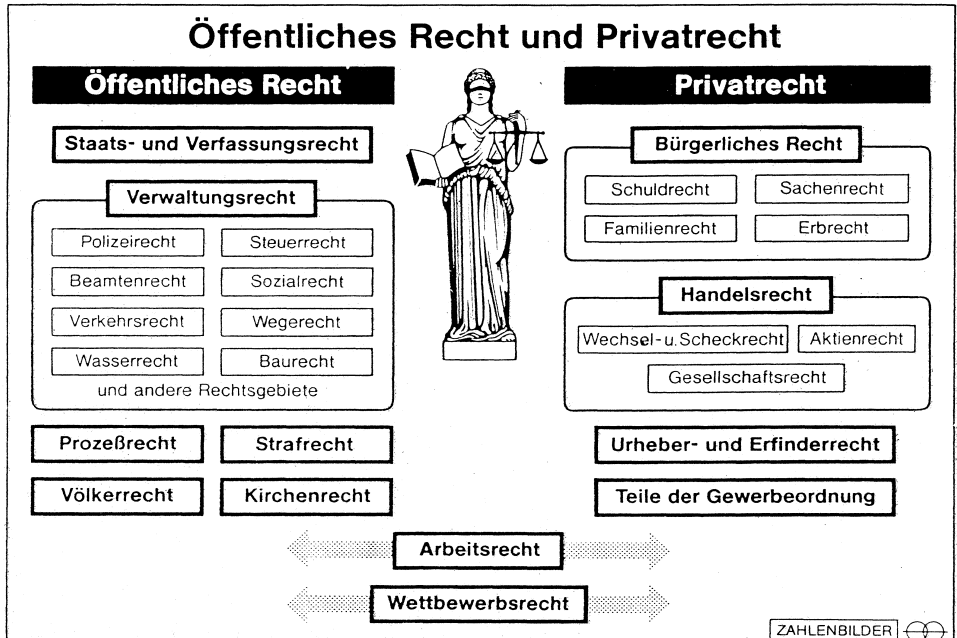 Öffentliches Recht und Privatrecht
Öffentliches Recht
Staats- und Verfassungsrecht
Verwaltungsrecht
Polizeirecht
Steuerrecht
Beamtenrecht
Sozialrecht
Verkehrsrecht
Wegerecht
Wasserrecht
Baurecht
und andere Rechtsgebiete
Prozeßrecht
Strafrecht
Völkerrecht
Kirchenrecht
Privatrecht
Bürgerliches Recht
Schuldrecht
Sachenrecht
Familienrecht
Erbrecht
Handelsrecht
Wechsel- u. Scheckrecht
Aktienrecht
Gesellschaftsrecht
Urheber- und Erfinderrecht
Teile der Gewerbeordnung
Arbeitsrecht
Wettbewerbsrecht
ZAHLENBILDER